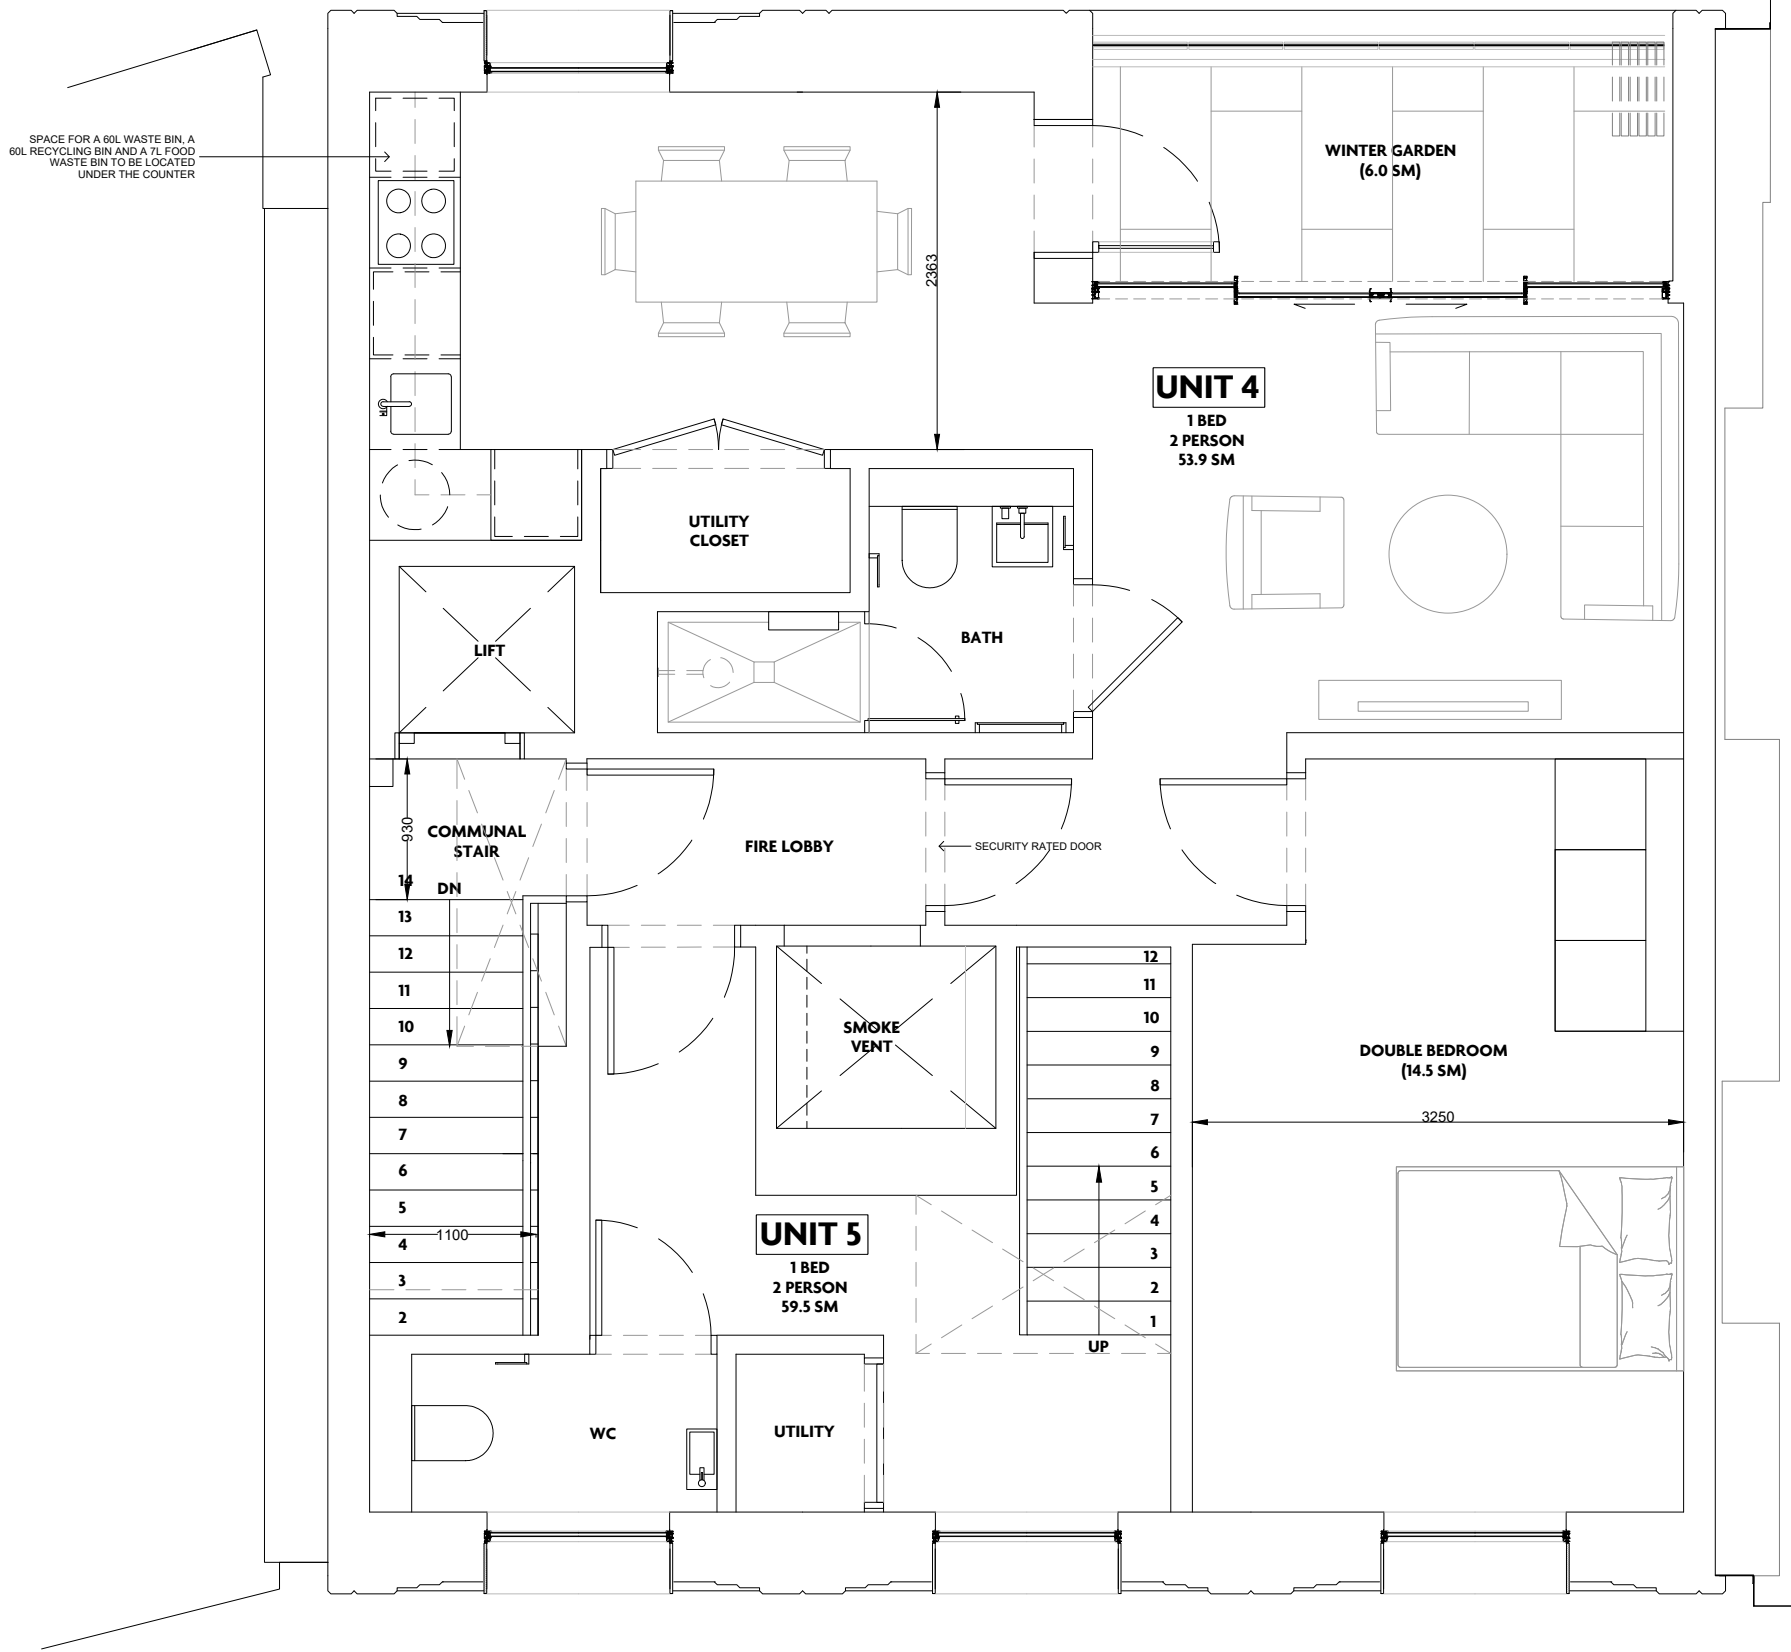 SPACE FOR A 60L WASTE BIN, A
60L RECYCLING BIN AND A 7L FOOD
WASTE BIN TO BE LOCATED
UNDER THE COUNTER
WINTER GARDEN
(6.0 SM)
2363
UNIT 4
1 BED
2 PERSON
53.9 SM
UTILITY
CLOSET
BATH
LIFT
930
COMMUNAL
STAIR
FIRE LOBBY
SECURITY RATED DOOR
14
DN
13
12
11
10
9
8
7
6
5
4
3
2
1100
SMOKE
VENT
12
11
10
9
8
7
6
5
4
3
2
1
UP
DOUBLE BEDROOM
(14.5 SM)
3250
UNIT 5
1 BED
2 PERSON
59.5 SM
WC
UTILITY